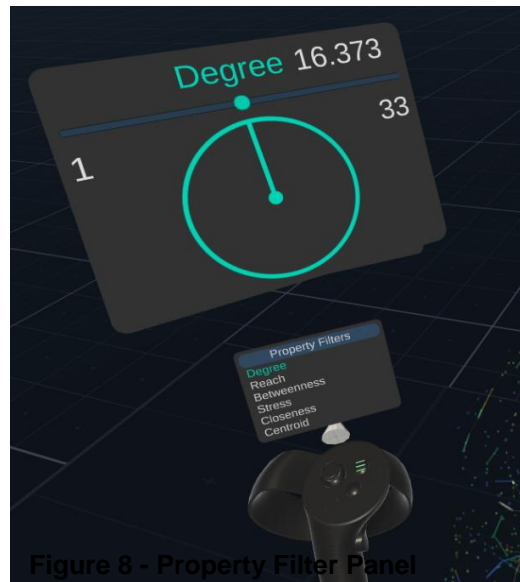 Degree 16.373
1
33
Property Filters
Degree
Reach
Betweenness
Stress
Closeness
Centroid
Figure 8 - Property Filter Panel